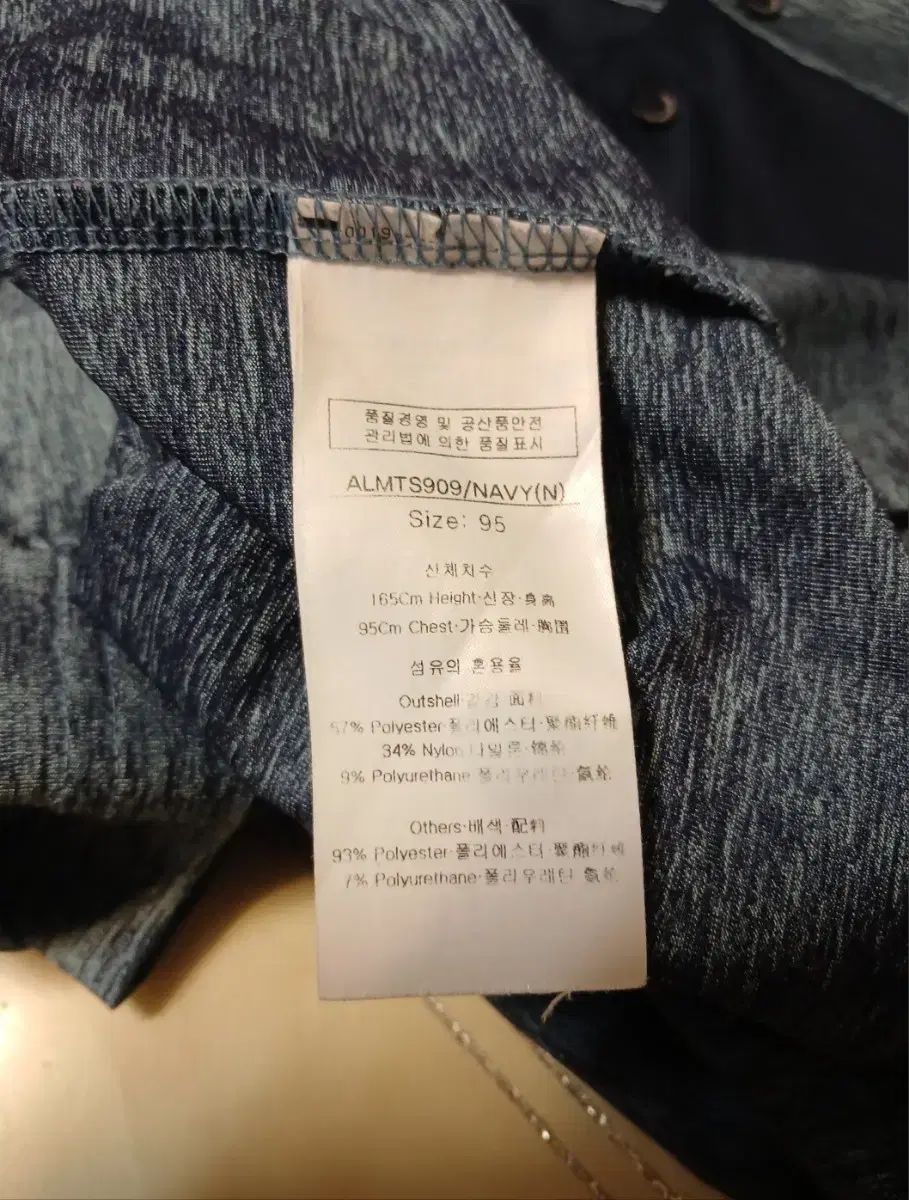 0019
품질경영 및 공산품안전
관리법에 의한 품질표시
ALMTS909/NAVY(N)
Size: 95
신체치수
165Cm Height·신장·身高
95Cm Chest·가슴둘레·胸围
섬유의 혼용율
Outshell·겉감·面料
57% Polyester·폴리에스터·聚酯纤维
34% Nylon·나일론·锦纶
9% Polyurethane·폴리우레탄·氨纶
Others·배색·配料
93% Polyester·폴리에스터·聚酯纤维
7% Polyurethane·폴리우레탄·氨纶